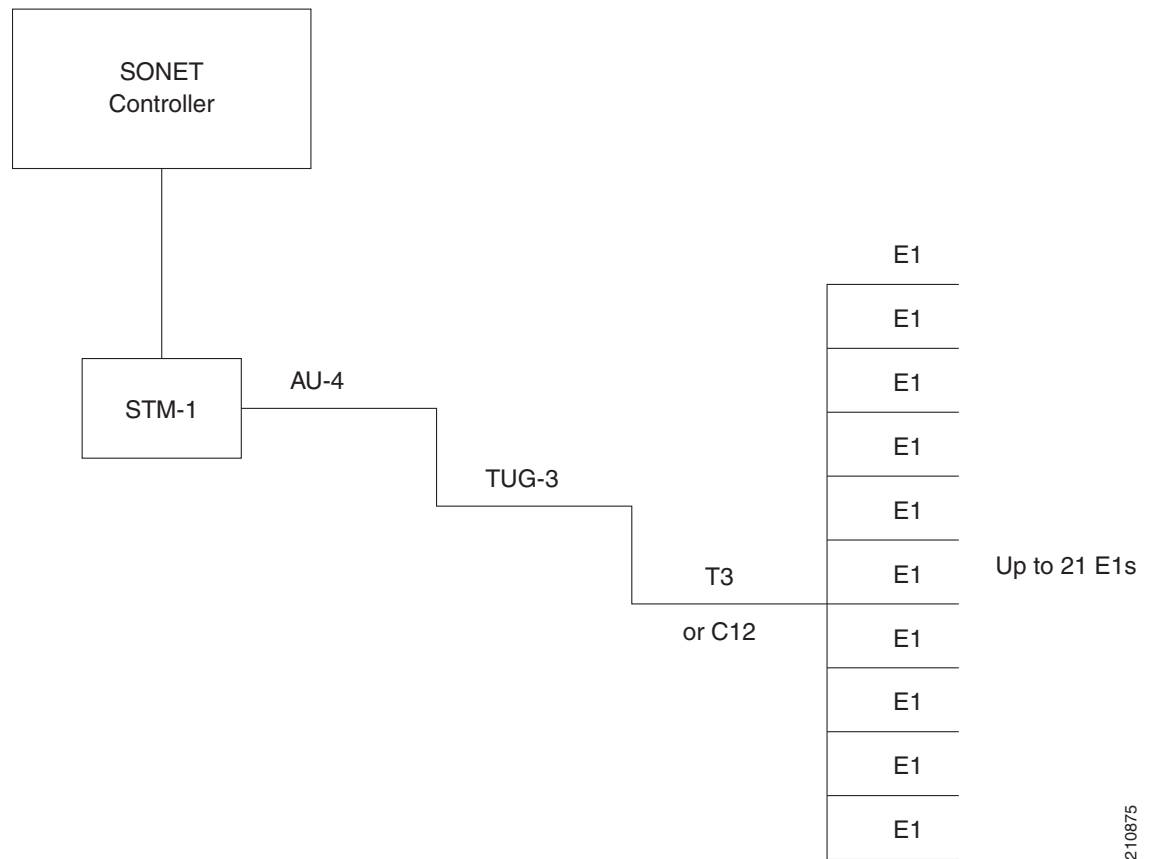 SONET
Controller
STM-1
AU-4
TUG-3
T3
or C12
E1
E1
E1
E1
E1
E1
E1
E1
E1
E1
Up to 21 E1s
210875